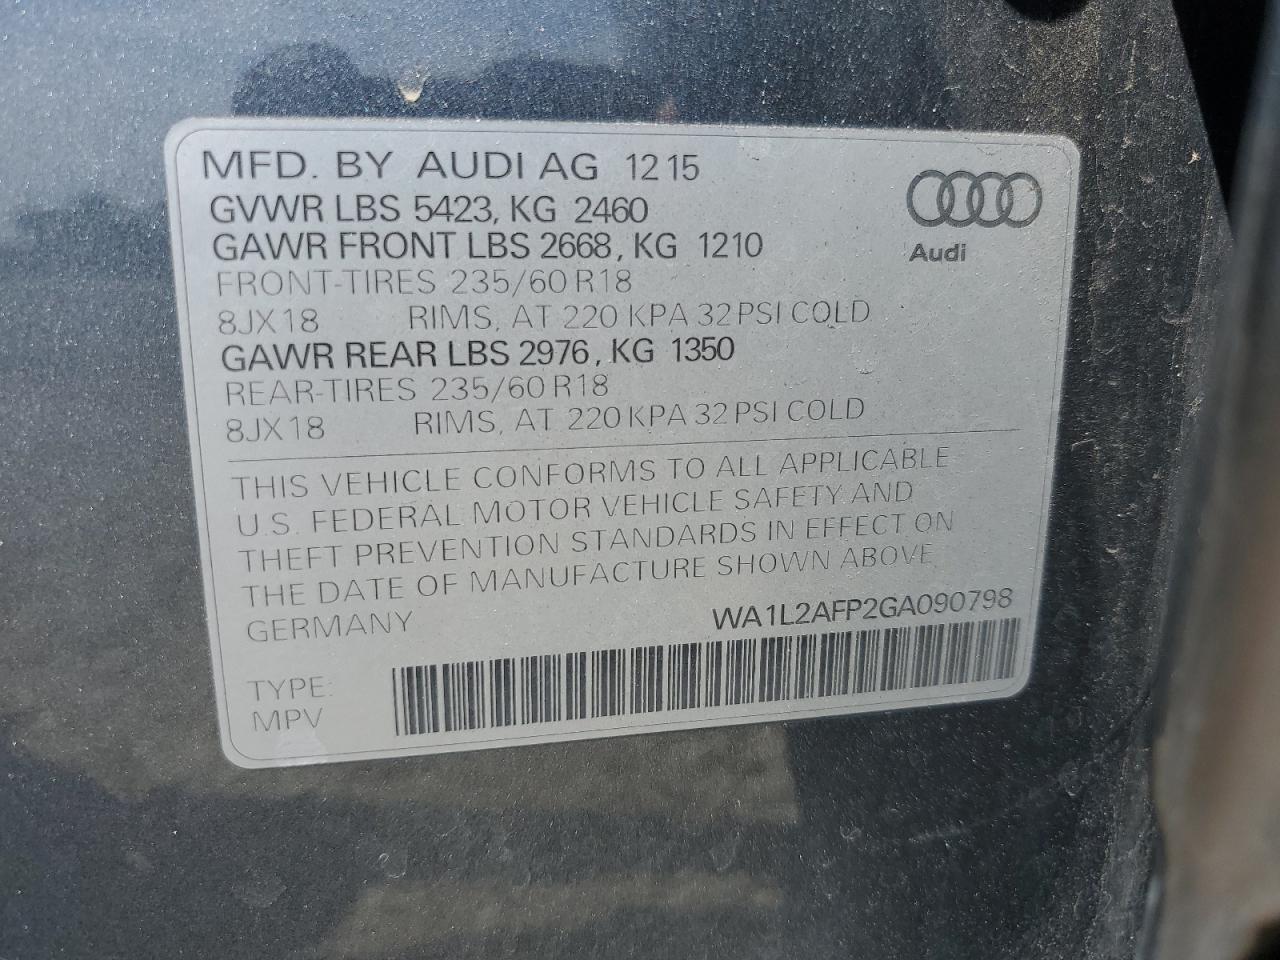 MFD. BY AUDI AG 12 15
GVWR LBS 5423, KG 2460
GAWR FRONT LBS 2668, KG 1210
FRONT-TIRES 235/60 R18
8JX18 RIMS, AT 220 KPA 32 PSI COLD
GAWR REAR LBS 2976, KG 1350
REAR-TIRES 235/60 R18
8JX18 RIMS, AT 220 KPA 32 PSI COLD
Audi
THIS VEHICLE CONFORMS TO ALL APPLICABLE
U.S. FEDERAL MOTOR VEHICLE SAFETY AND
THEFT PREVENTION STANDARDS IN EFFECT ON
THE DATE OF MANUFACTURE SHOWN ABOVE
GERMANY WA1L2AFP2GA090798
TYPE:
MPV